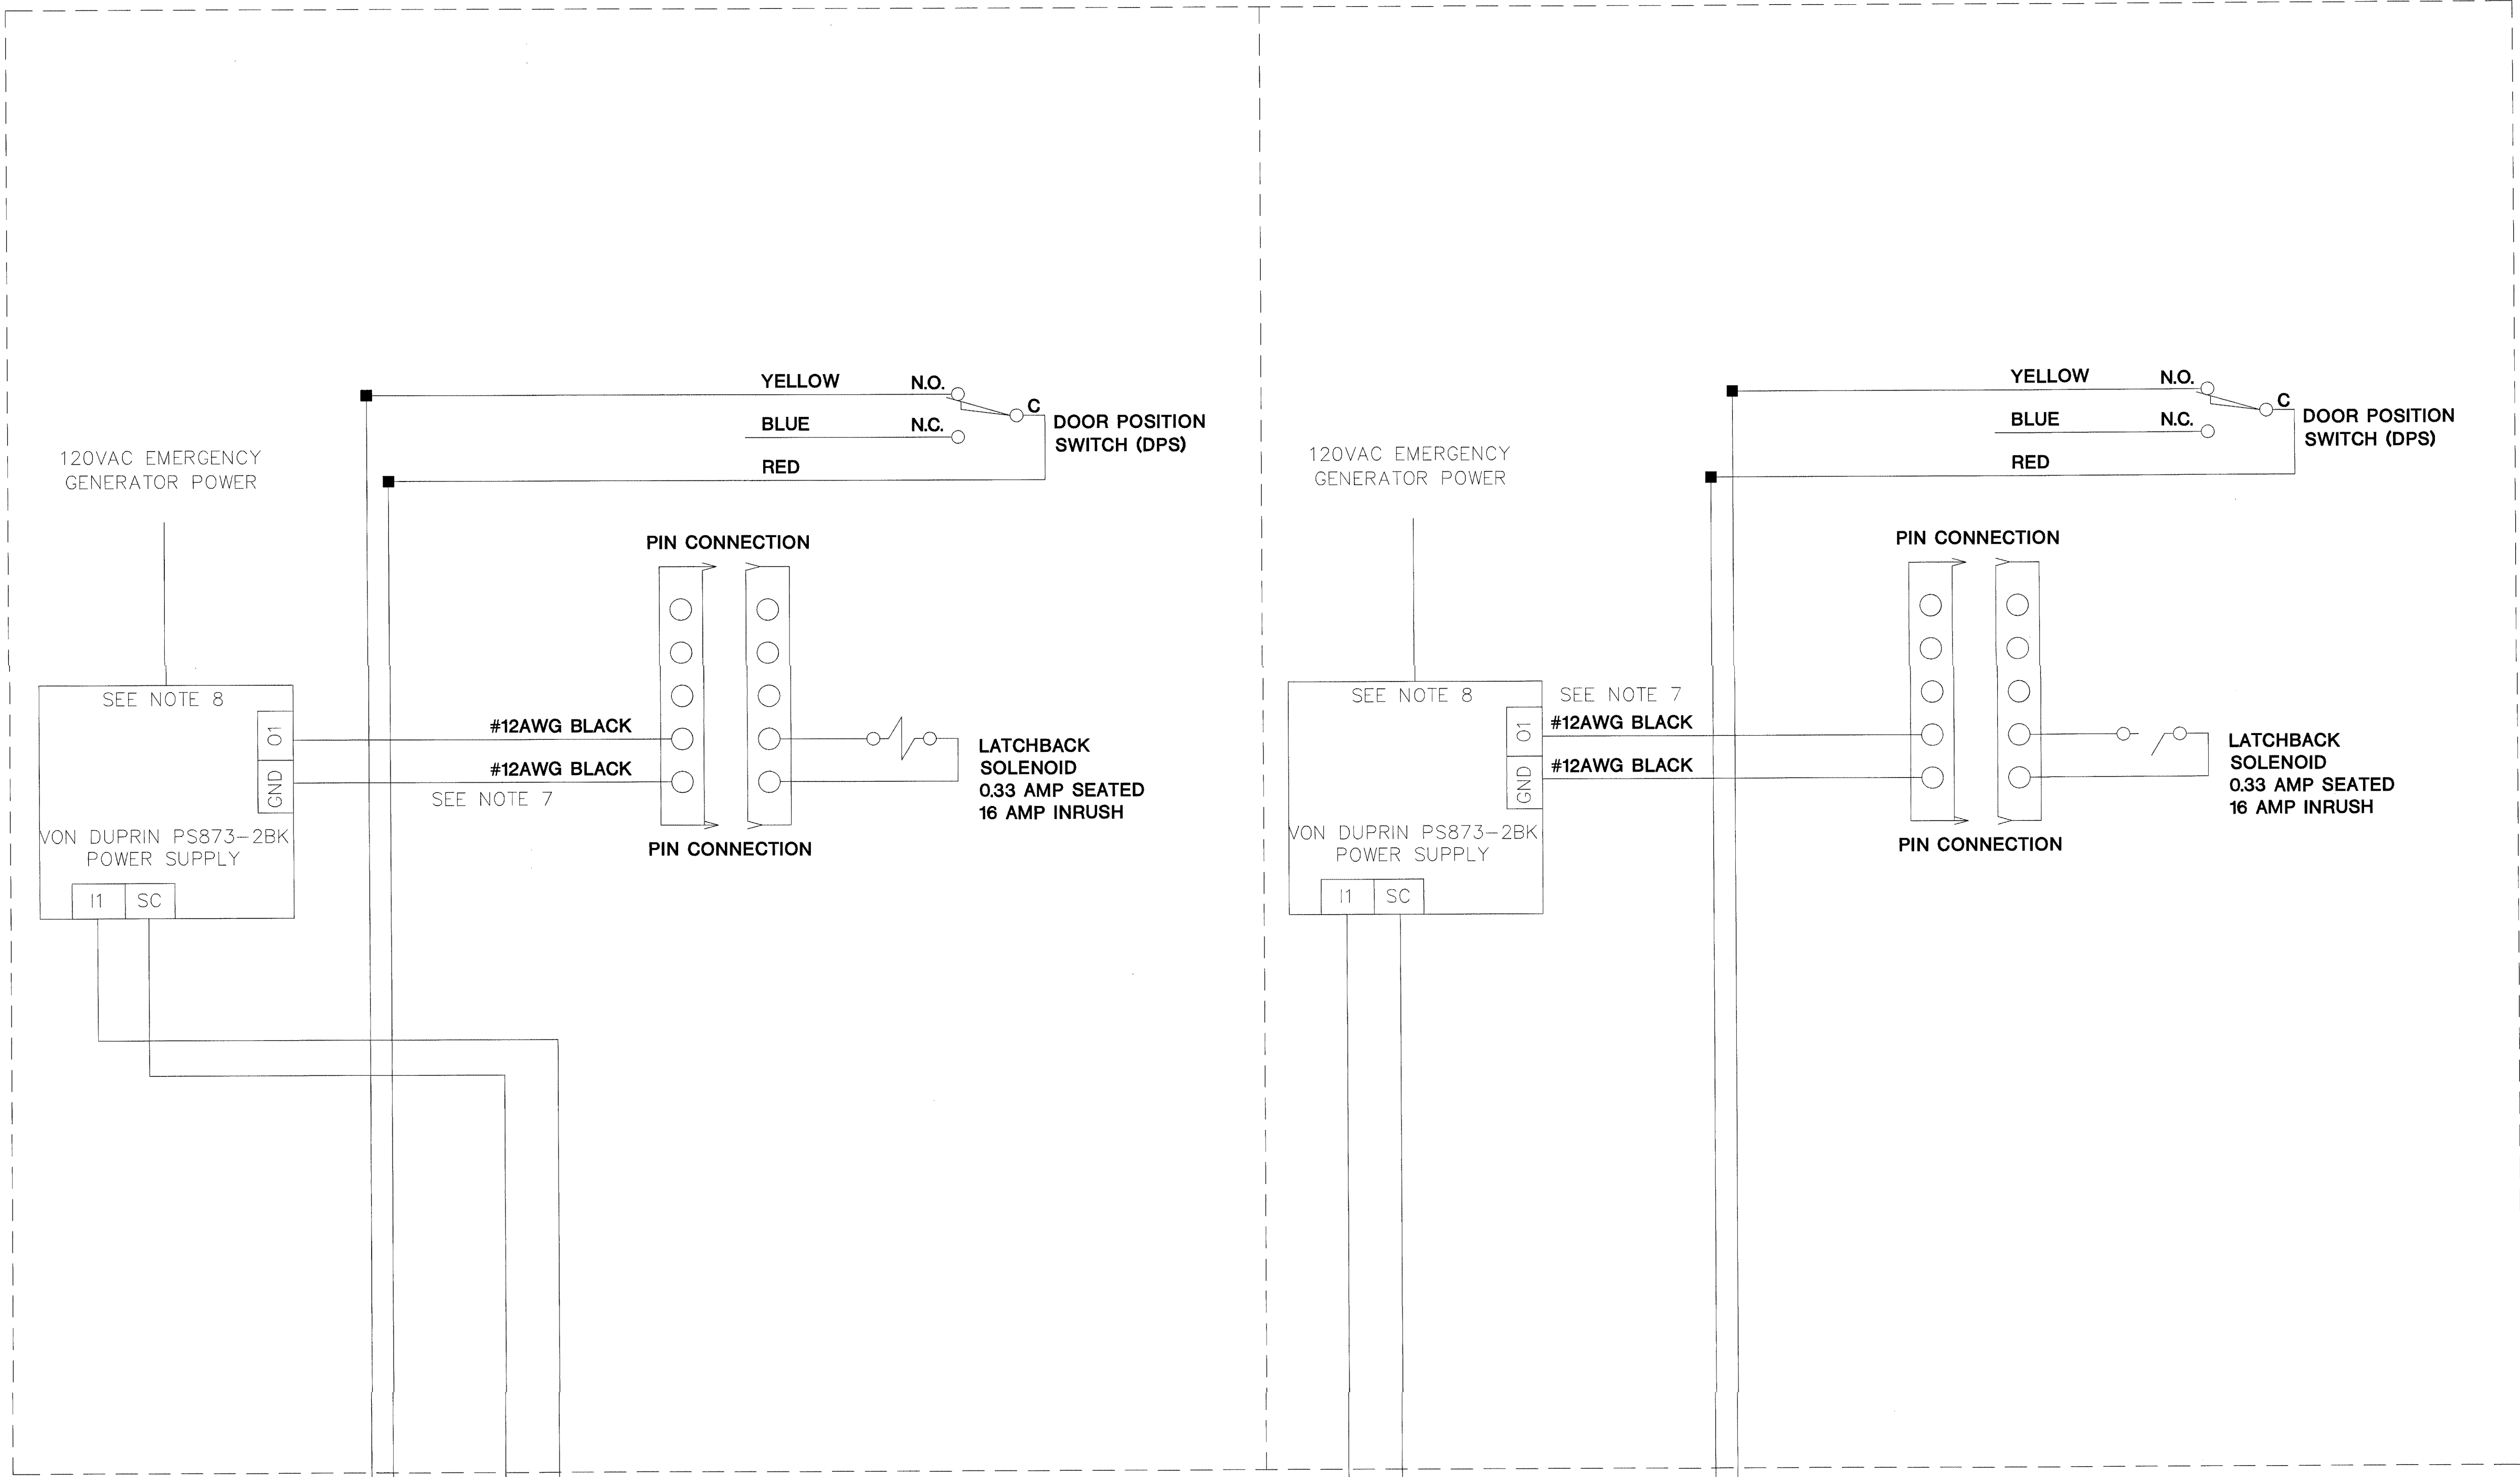 YELLOW
N.O.
C
DOOR POSITION
SWITCH (DPS)
BLUE
N.C.
RED
120VAC EMERGENCY
GENERATOR POWER
PIN CONNECTION
SEE NOTE 8
O1
GND
#12AWG BLACK
#12AWG BLACK
SEE NOTE 7
LATCHBACK
SOLENOID
0.33 AMP SEATED
16 AMP INRUSH
VON DUPRIN PS873-2BK
POWER SUPPLY
PIN CONNECTION
I1
SC
YELLOW
N.O.
C
DOOR POSITION
SWITCH (DPS)
BLUE
N.C.
RED
120VAC EMERGENCY
GENERATOR POWER
PIN CONNECTION
SEE NOTE 8
SEE NOTE 7
O1
GND
#12AWG BLACK
#12AWG BLACK
LATCHBACK
SOLENOID
0.33 AMP SEATED
16 AMP INRUSH
VON DUPRIN PS873-2BK
POWER SUPPLY
PIN CONNECTION
I1
SC